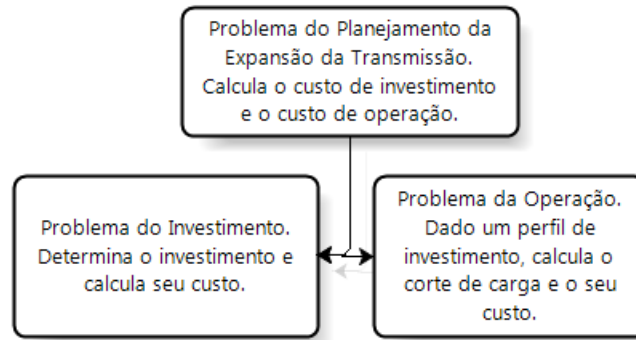 Problema do Planejamento da
Expansão da Transmissão.
Calcula o custo de investimento
e o custo de operação.
Problema do Investimento.
Determina o investimento e
calcula seu custo.
Problema da Operação.
Dado um perfil de
investimento, calcula o
corte de carga e o seu
custo.